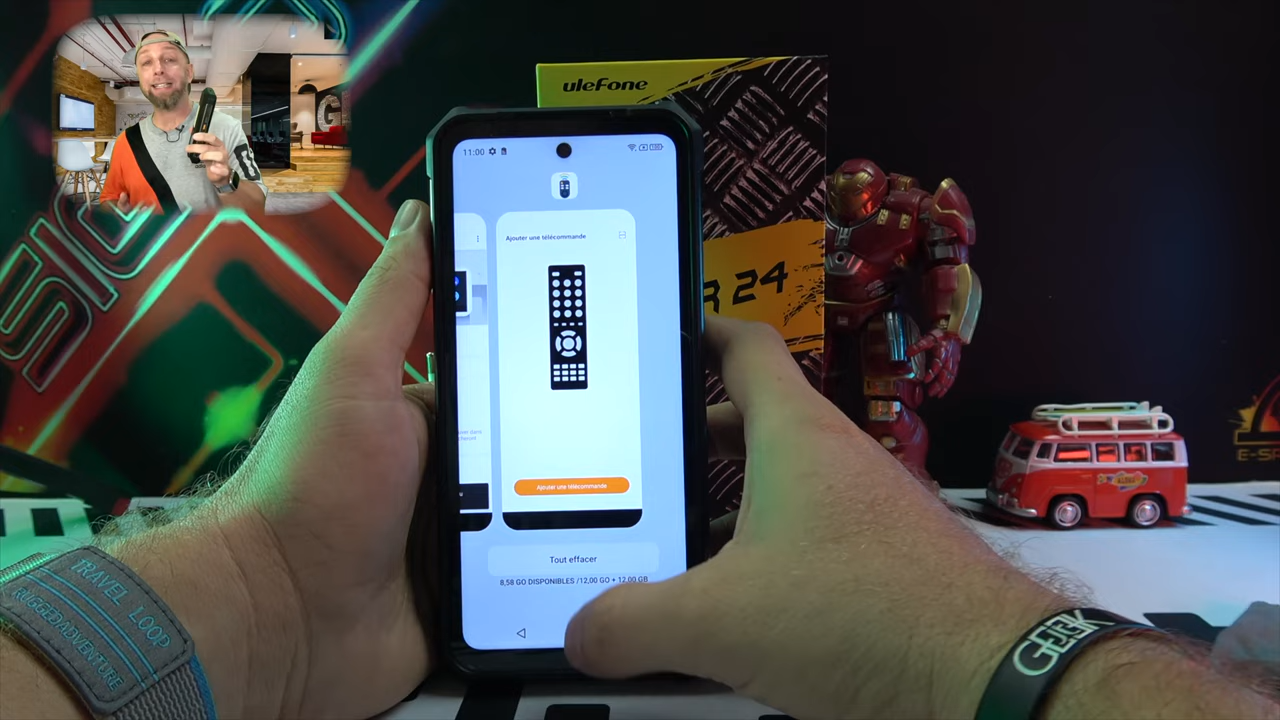 uleFone
11:00
Ajouter une télécommande
R 24
SIG
Ajouter une télécommande
Tout effacer
8,58 GO DISPONIBLES /12,00 GO + 12,00 GB
TRAVEL LOOP
RUGGEDADVENTURE
GEEK
G